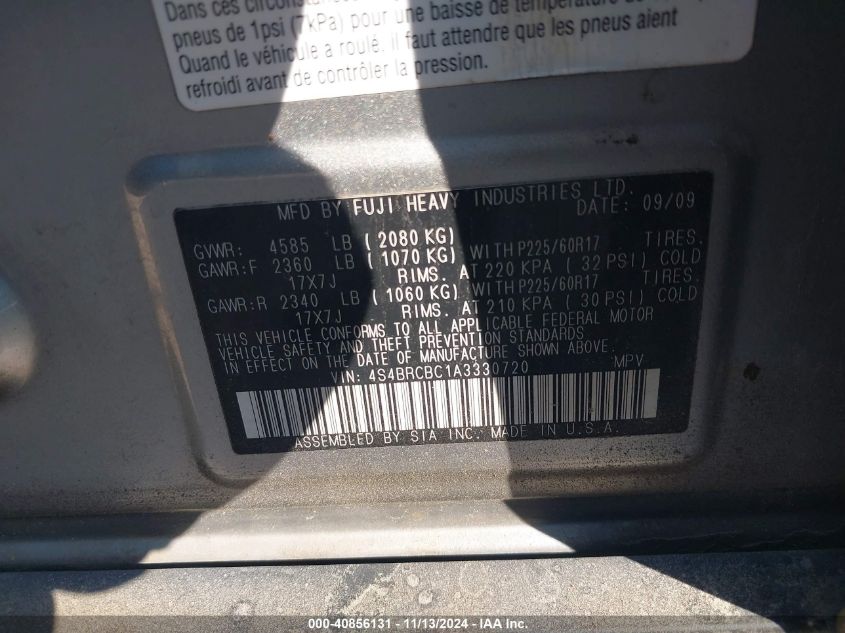 Dans ces
pneus de 1psi (7kPa) pour une baisse de température de
Quand le véhicule a roulé. Il faut attendre que les pneus aient
refroidi avant de contrôler la pression.
MFD BY FUJI HEAVY INDUSTRIES LTD.
DATE: 09/09
GVWR: 4585 LB (2080 KG)
GAWR:F 2360 LB (1070 KG) WITH P225/60R17 TIRES.
17X7J RIMS. AT 220 KPA (32 PSI) COLD
GAWR:R 2340 LB (1060 KG) WITH P225/60R17 TIRES.
17X7J RIMS. AT 210 KPA (30 PSI) COLD
THIS VEHICLE CONFORMS TO ALL APPLICABLE FEDERAL MOTOR
VEHICLE SAFETY AND THEFT PREVENTION STANDARDS
IN EFFECT ON THE DATE OF MANUFACTURE SHOWN ABOVE.
VIN: 4S4BRCBC1A3330720 MPV
ASSEMBLED BY SIA INC. MADE IN U.S.A.
000-40856131 - 11/13/2024 - IAA Inc.